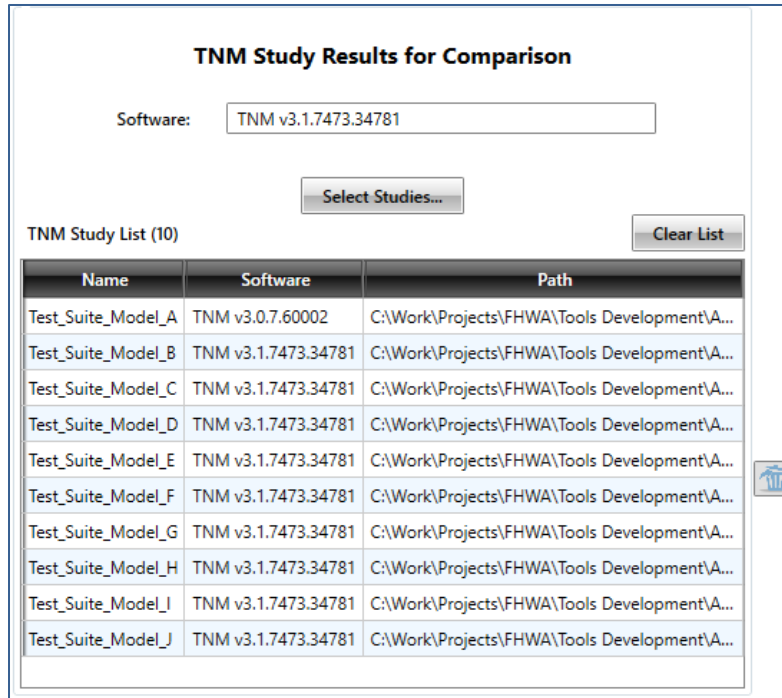 TNM Study Results for Comparison
Software: TNM v3.1.7473.34781
Select Studies...
TNM Study List (10) Clear List
Name Software Path
Test_Suite_Model_A TNM v3.0.7.60002 C:\Work\Projects\FHWA\Tools Development\A...
Test_Suite_Model_B TNM v3.1.7473.34781 C:\Work\Projects\FHWA\Tools Development\A...
Test_Suite_Model_C TNM v3.1.7473.34781 C:\Work\Projects\FHWA\Tools Development\A...
Test_Suite_Model_D TNM v3.1.7473.34781 C:\Work\Projects\FHWA\Tools Development\A...
Test_Suite_Model_E TNM v3.1.7473.34781 C:\Work\Projects\FHWA\Tools Development\A...
Test_Suite_Model_F TNM v3.1.7473.34781 C:\Work\Projects\FHWA\Tools Development\A...
Test_Suite_Model_G TNM v3.1.7473.34781 C:\Work\Projects\FHWA\Tools Development\A...
Test_Suite_Model_H TNM v3.1.7473.34781 C:\Work\Projects\FHWA\Tools Development\A...
Test_Suite_Model_I TNM v3.1.7473.34781 C:\Work\Projects\FHWA\Tools Development\A...
Test_Suite_Model_J TNM v3.1.7473.34781 C:\Work\Projects\FHWA\Tools Development\A...